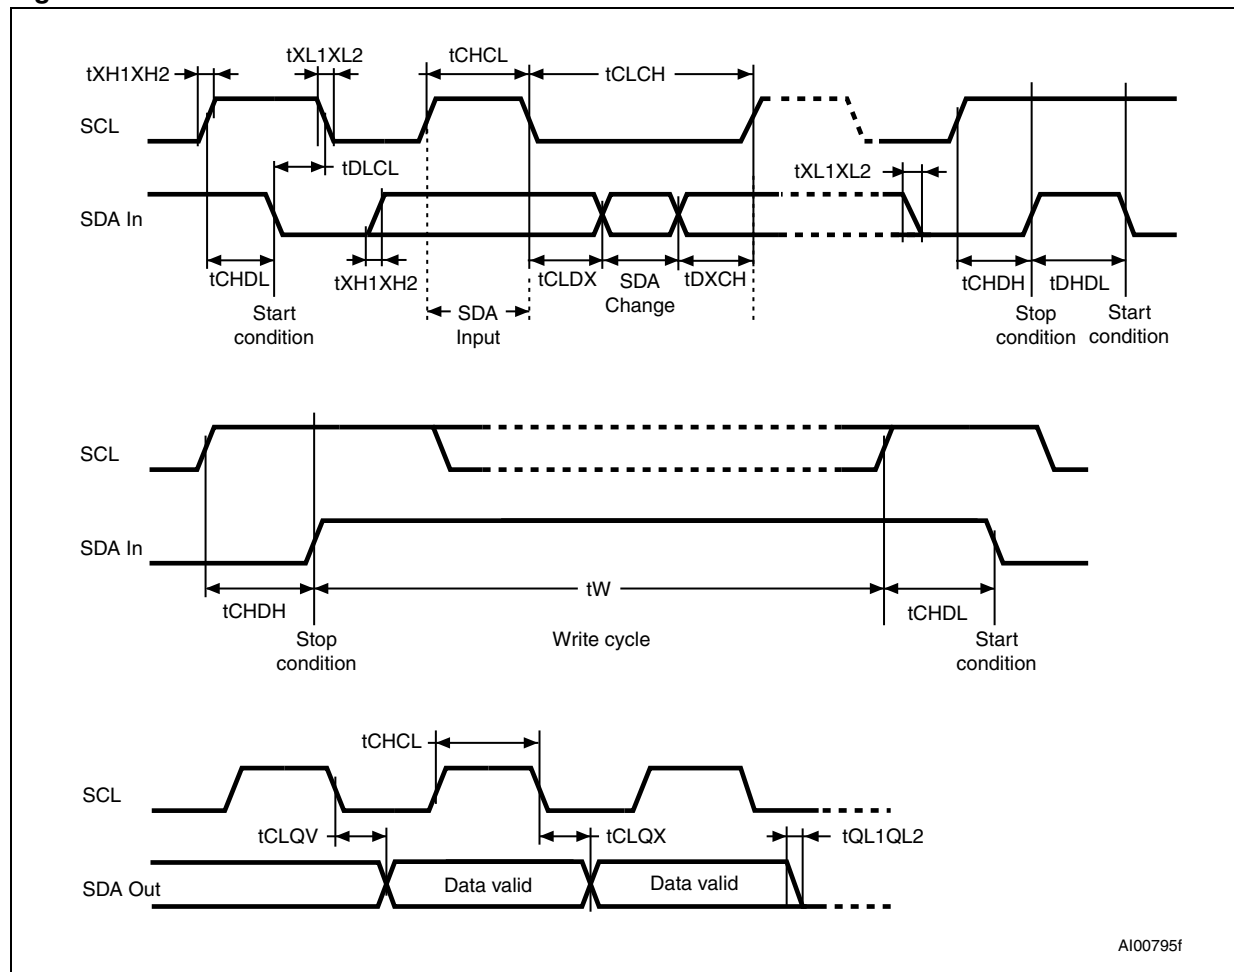 tXL1XL2
tCHCL
tXH1XH2
tCLCH
SCL
tDLCL
tXL1XL2
SDA In
tCHDL
tXH1XH2
tCLDX
SDA
Change
tDXCH
tCHDH
tDHDL
Start
condition
SDA
Input
Stop
condition
Start
condition
SCL
SDA In
tW
tCHDH
tCHDL
Stop
condition
Write cycle
Start
condition
tCHCL
SCL
tCLQV
tCLQX
tQL1QL2
SDA Out
Data valid
Data valid
AI00795f